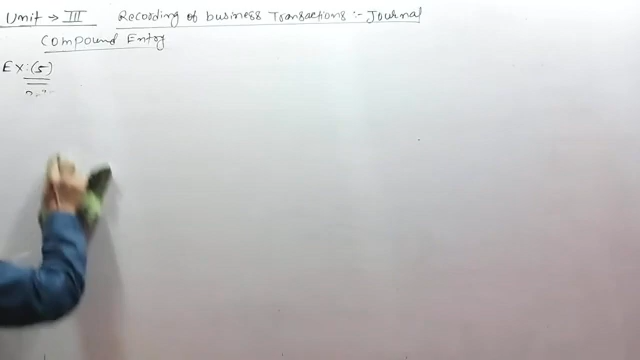 Unit → III Recording of business Transactions :- Journal
Compound Entry
Ex:(5)